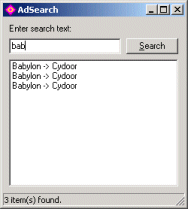 AdSearch
Enter search text:
bab
Search
Babylon -> Cydoor
Babylon -> Cydoor
Babylon -> Cydoor
3 item(s) found.